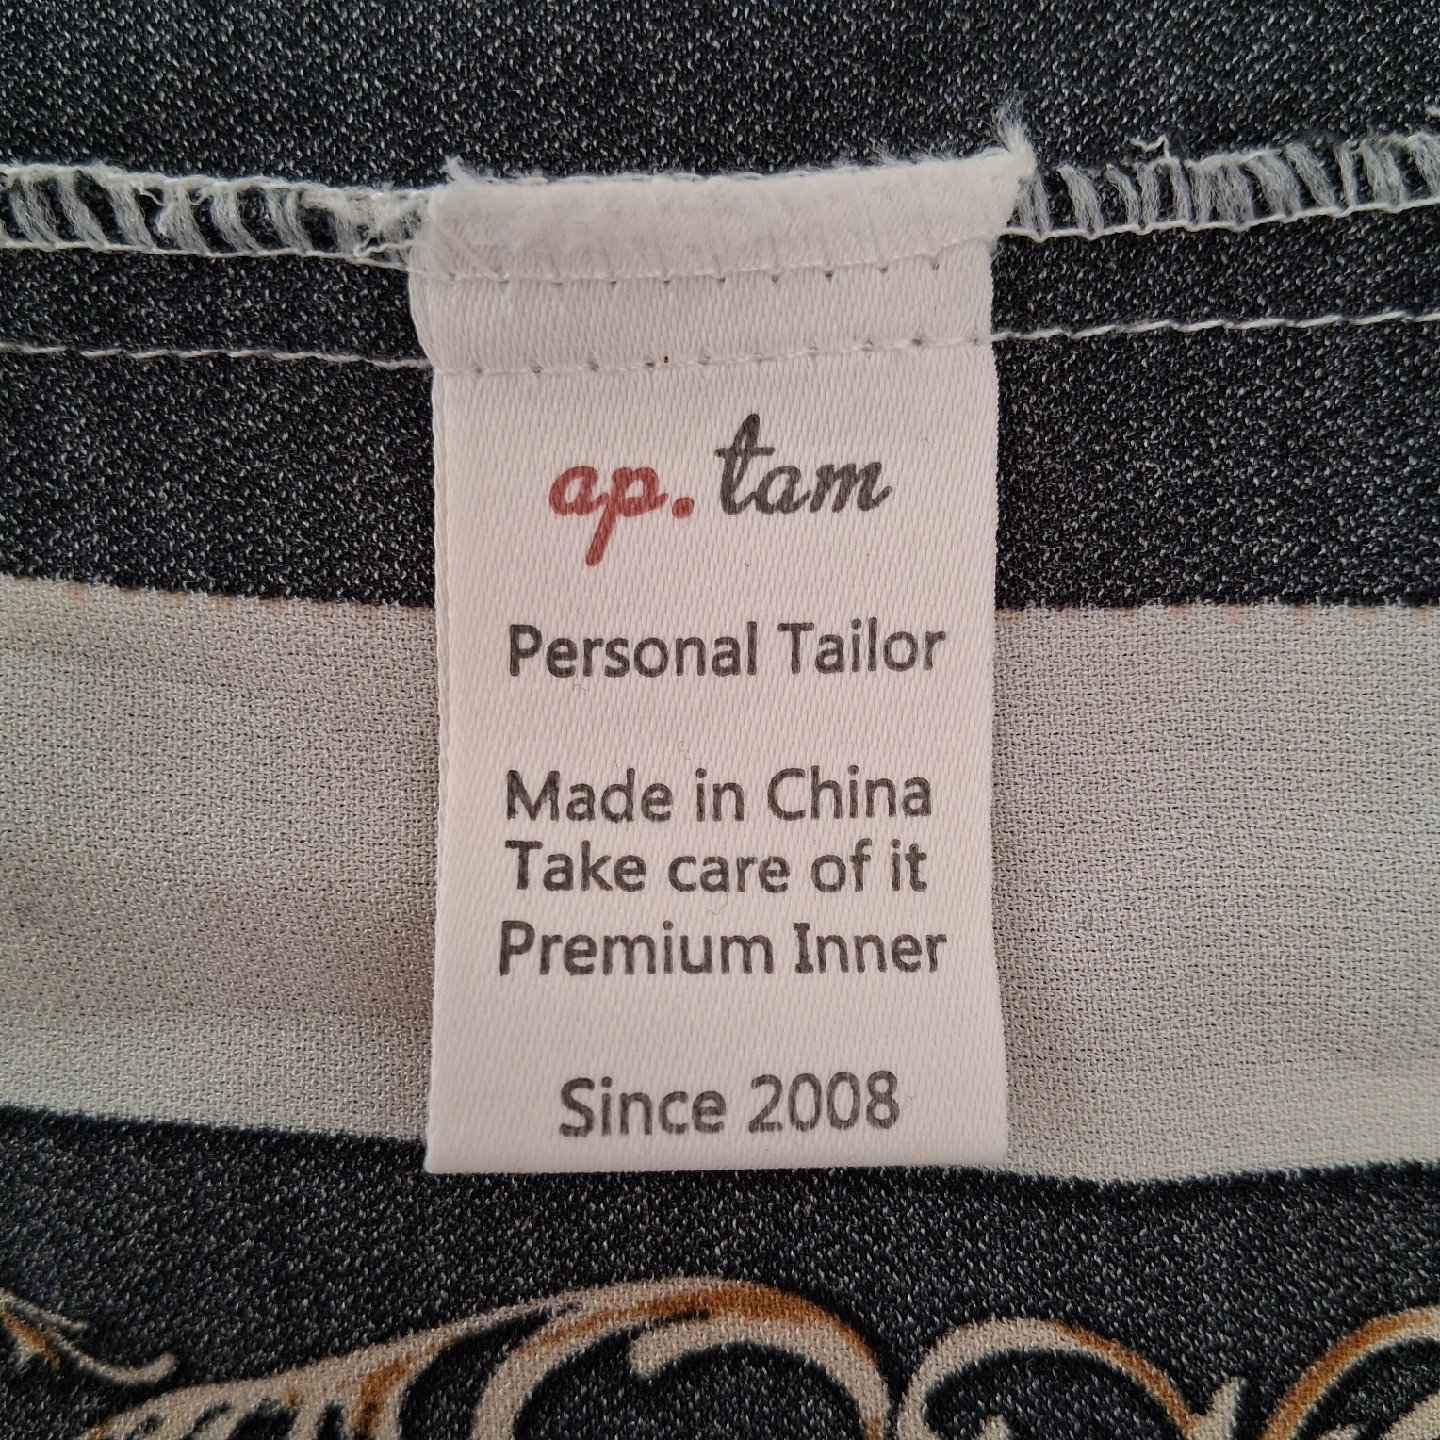 ap.tam
Personal Tailor
Made in China
Take care of it
Premium Inner
Since 2008